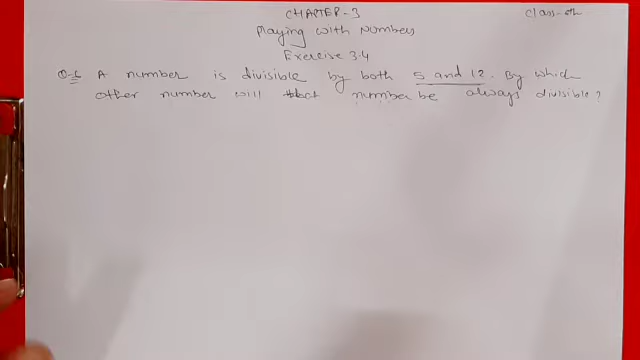 CHAPTER-3
Class-6th
Playing with Numbers
Exercise 3.4
Q-6 A number is divisible by both 5 and 12. By which
other number will that number be always divisible?